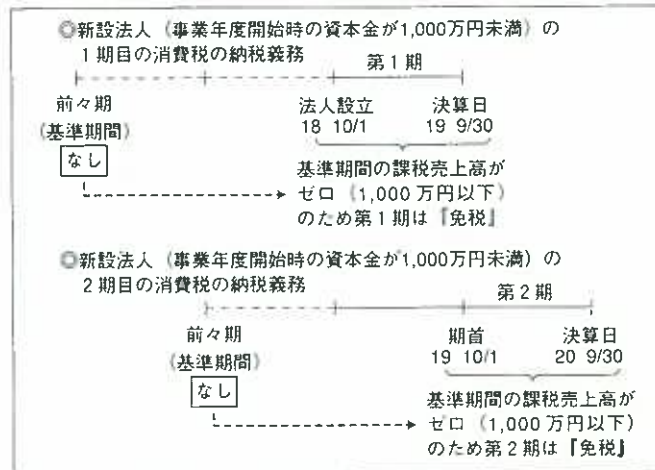 ◎新設法人（事業年度開始時の資本金が1,000万円未満）の
1期目の消費税の納税義務
第1期
前々期
(基準期間)
なし
法人設立 決算日
18 10/1 19 9/30
基準期間の課税売上高が
ゼロ（1,000万円以下）
のため第1期は『免税』
◎新設法人（事業年度開始時の資本金が1,000万円未満）の
2期目の消費税の納税義務
第2期
前々期
(基準期間)
なし
期首 決算日
19 10/1 20 9/30
基準期間の課税売上高が
ゼロ（1,000万円以下）
のため第2期は『免税』